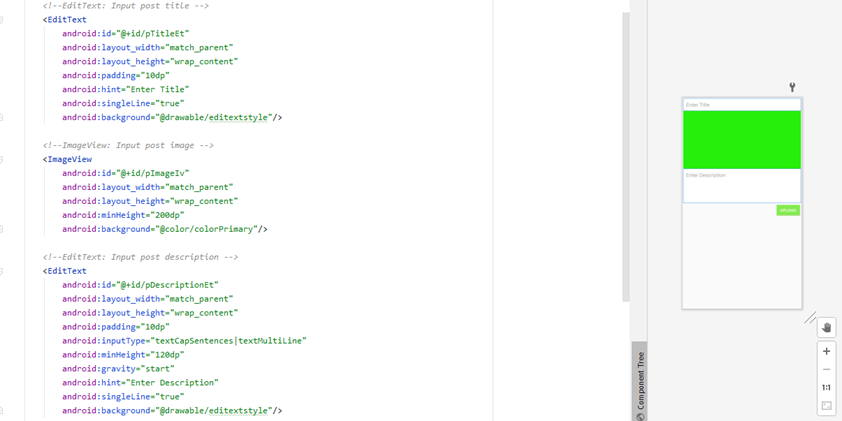 <!--EditText: Input post title -->
<EditText
android:id="@+id/pTitleEt"
android:layout_width="match_parent"
android:layout_height="wrap_content"
android:padding="10dp"
android:hint="Enter Title"
android:singleLine="true"
android:background="@drawable/editextstyle"/>
<!--ImageView: Input post image -->
<ImageView
android:id="@+id/pImageIv"
android:layout_width="match_parent"
android:layout_height="wrap_content"
android:minHeight="200dp"
android:background="@color/colorPrimary"/>
<!--EditText: Input post description -->
<EditText
android:id="@+id/pDescriptionEt"
android:layout_width="match_parent"
android:layout_height="wrap_content"
android:padding="10dp"
android:inputType="textCapSentences|textMultiLine"
android:minHeight="120dp"
android:gravity="start"
android:hint="Enter Description"
android:singleLine="true"
android:background="@drawable/editextstyle"/>
Component Tree
Enter Title
Enter Description
UPLOAD
1:1